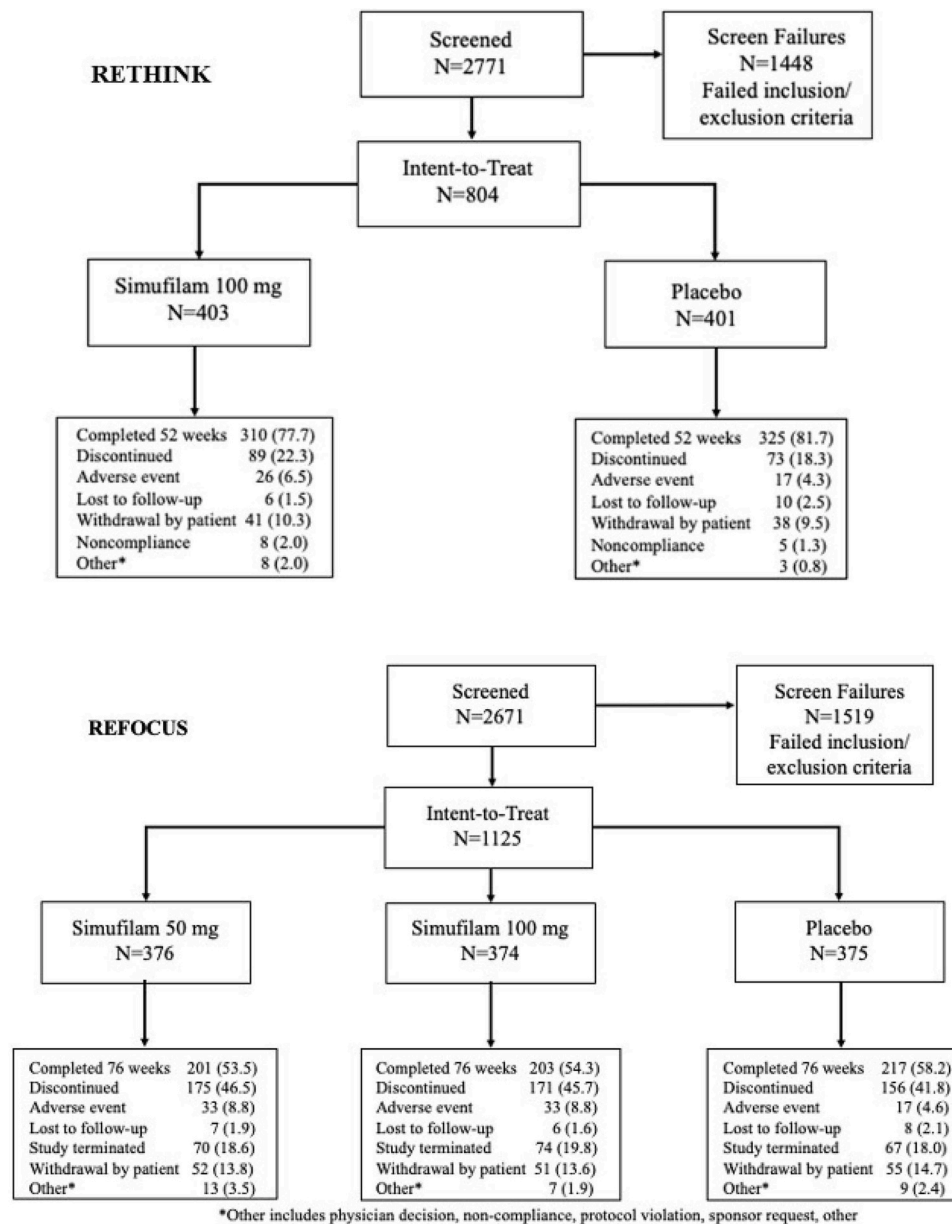 RETHINK
Screened
N=2771
Screen Failures
N=1448
Failed inclusion/
exclusion criteria
Intent-to-Treat
N=804
Simufilam 100 mg
N=403
Placebo
N=401
Completed 52 weeks 310 (77.7)
Discontinued 89 (22.3)
Adverse event 26 (6.5)
Lost to follow-up 6 (1.5)
Withdrawal by patient 41 (10.3)
Noncompliance 8 (2.0)
Other* 8 (2.0)
Completed 52 weeks 325 (81.7)
Discontinued 73 (18.3)
Adverse event 17 (4.3)
Lost to follow-up 10 (2.5)
Withdrawal by patient 38 (9.5)
Noncompliance 5 (1.3)
Other* 3 (0.8)
REFOCUS
Screened
N=2671
Screen Failures
N=1519
Failed inclusion/
exclusion criteria
Intent-to-Treat
N=1125
Simufilam 50 mg
N=376
Simufilam 100 mg
N=374
Placebo
N=375
Completed 76 weeks 201 (53.5)
Discontinued 175 (46.5)
Adverse event 33 (8.8)
Lost to follow-up 7 (1.9)
Study terminated 70 (18.6)
Withdrawal by patient 52 (13.8)
Other* 13 (3.5)
Completed 76 weeks 203 (54.3)
Discontinued 171 (45.7)
Adverse event 33 (8.8)
Lost to follow-up 6 (1.6)
Study terminated 74 (19.8)
Withdrawal by patient 51 (13.6)
Other* 7 (1.9)
Completed 76 weeks 217 (58.2)
Discontinued 156 (41.8)
Adverse event 17 (4.6)
Lost to follow-up 8 (2.1)
Study terminated 67 (18.0)
Withdrawal by patient 55 (14.7)
Other* 9 (2.4)
*Other includes physician decision, non-compliance, protocol violation, sponsor request, other